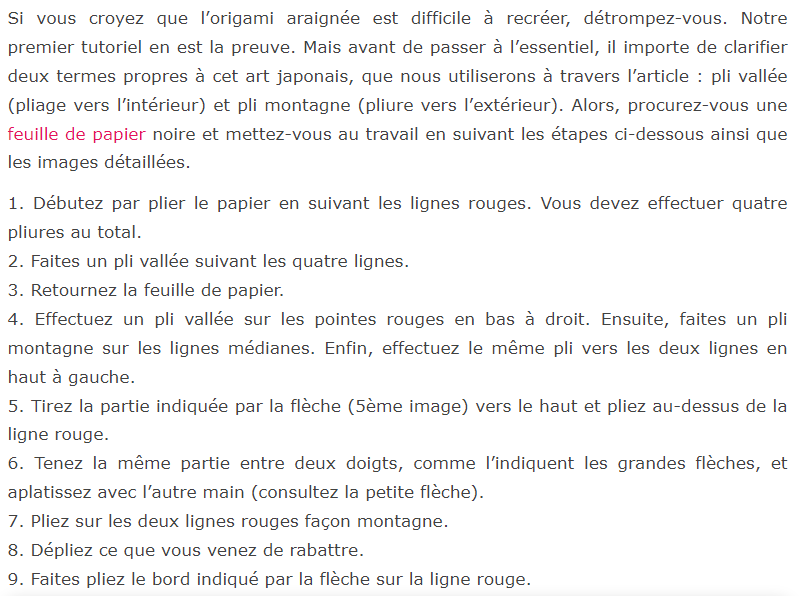 Si vous croyez que l’origami araignée est difficile à recréer, détrompez-vous. Notre
premier tutoriel en est la preuve. Mais avant de passer à l’essentiel, il importe de clarifier
deux termes propres à cet art japonais, que nous utiliserons à travers l’article : pli vallée
(pliage vers l’intérieur) et pli montagne (pliure vers l’extérieur). Alors, procurez-vous une
feuille de papier noire et mettez-vous au travail en suivant les étapes ci-dessous ainsi que
les images détaillées.
1. Débutez par plier le papier en suivant les lignes rouges. Vous devez effectuer quatre
pliures au total.
2. Faites un pli vallée suivant les quatre lignes.
3. Retournez la feuille de papier.
4. Effectuez un pli vallée sur les pointes rouges en bas à droit. Ensuite, faites un pli
montagne sur les lignes médianes. Enfin, effectuez le même pli vers les deux lignes en
haut à gauche.
5. Tirez la partie indiquée par la flèche (5ème image) vers le haut et pliez au-dessus de la
ligne rouge.
6. Tenez la même partie entre deux doigts, comme l’indiquent les grandes flèches, et
aplatissez avec l’autre main (consultez la petite flèche).
7. Pliez sur les deux lignes rouges façon montagne.
8. Dépliez ce que vous venez de rabattre.
9. Faites pliez le bord indiqué par la flèche sur la ligne rouge.